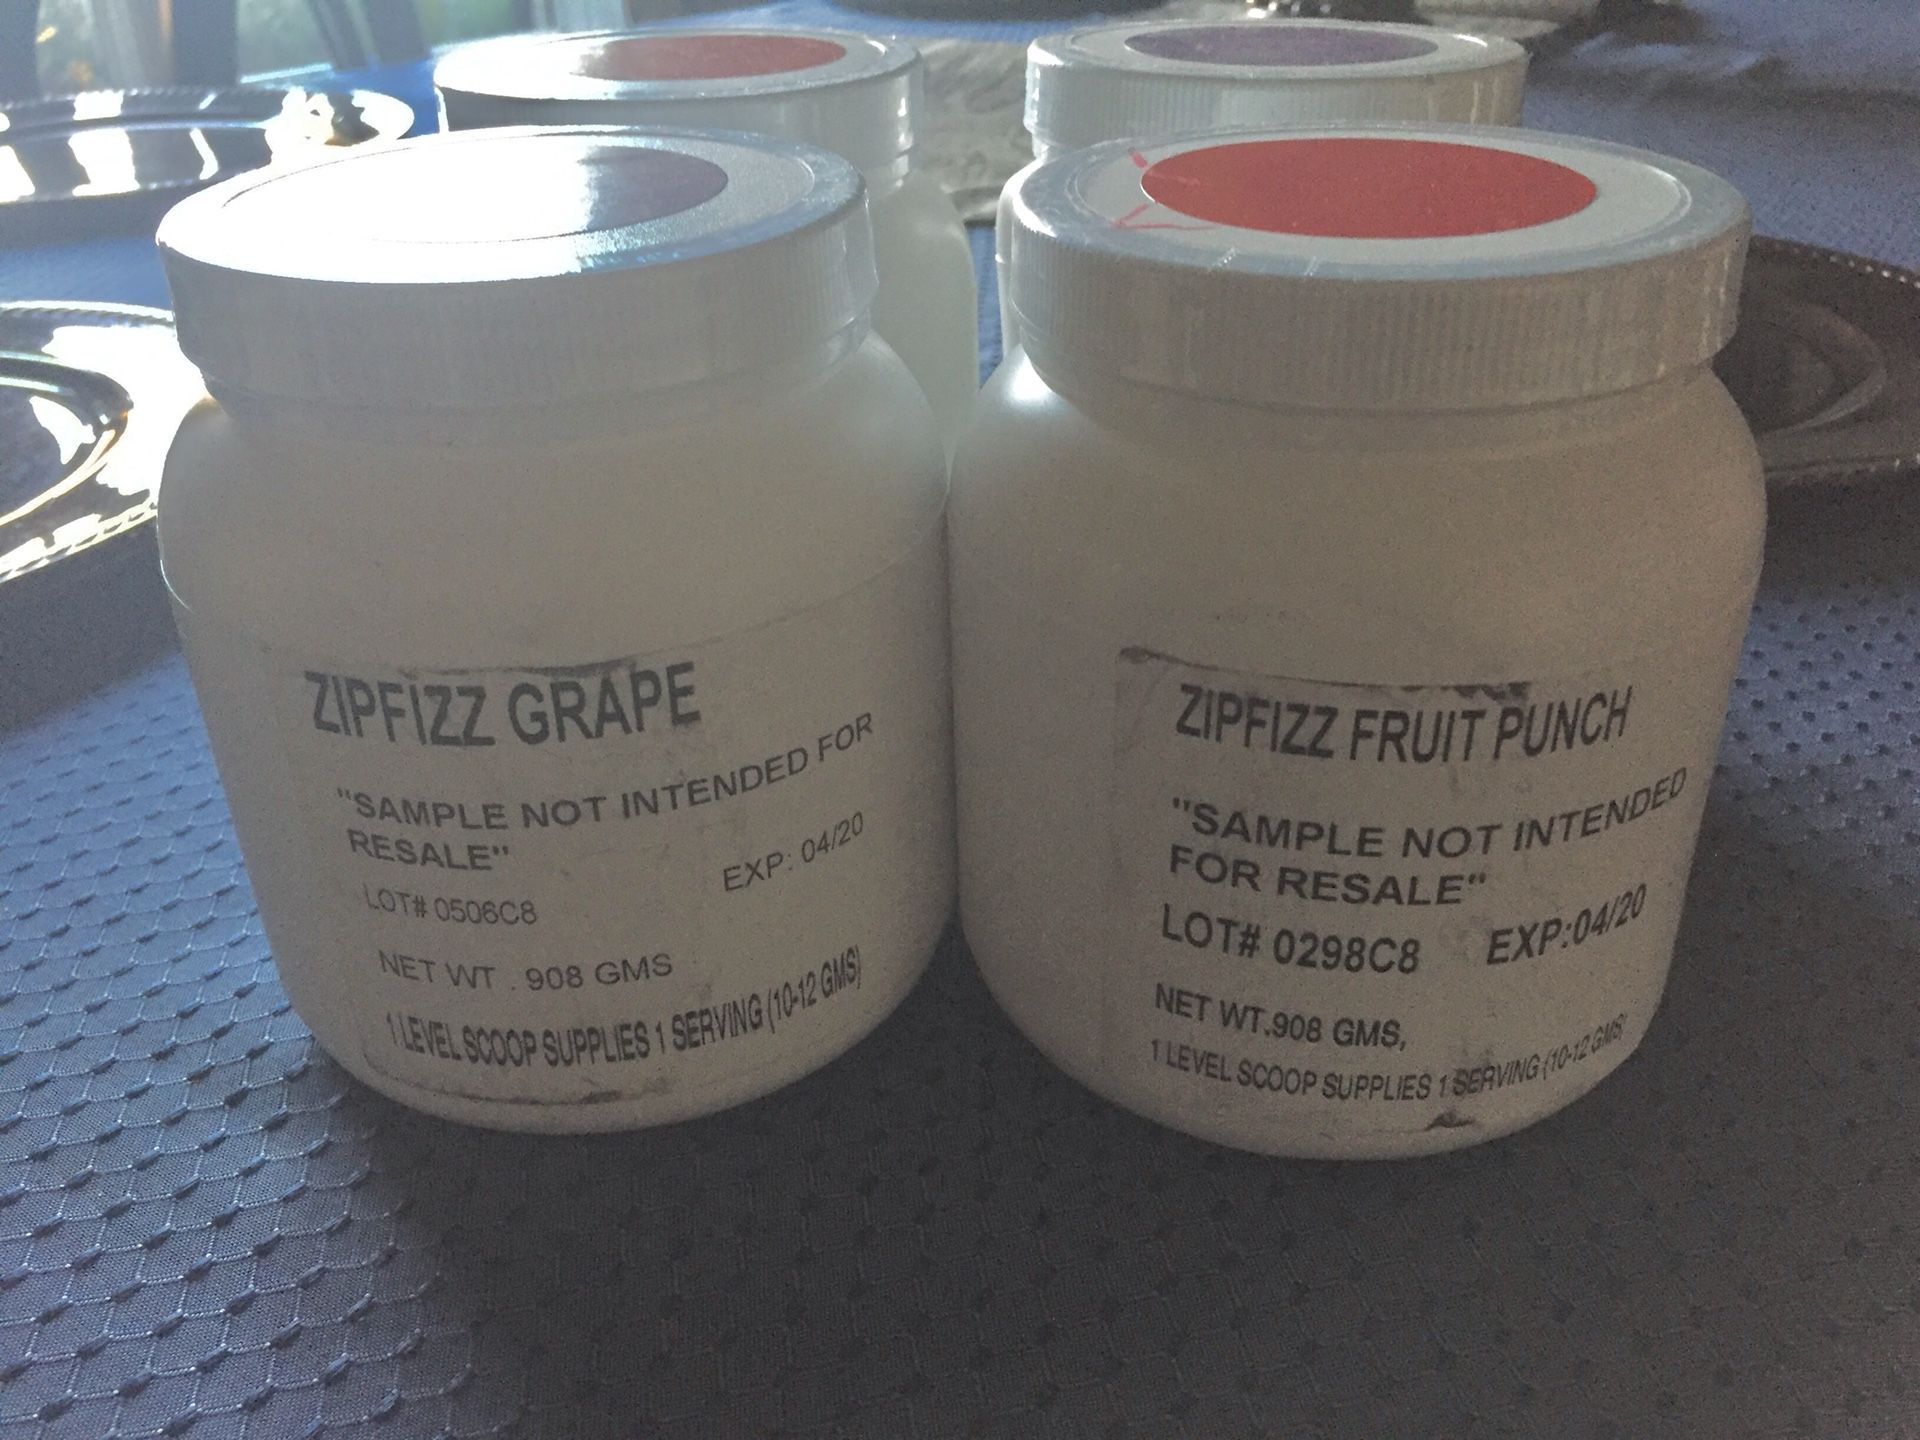 ZIPFIZZ GRAPE
"SAMPLE NOT INTENDED FOR
RESALE"
LOT# 0506C8 EXP: 04/20
NET WT . 908 GMS
1 LEVEL SCOOP SUPPLIES 1 SERVING (10-12 GMS)
ZIPFIZZ FRUIT PUNCH
"SAMPLE NOT INTENDED
FOR RESALE"
LOT# 0298C8 EXP:04/20
NET WT.908 GMS,
1 LEVEL SCOOP SUPPLIES 1 SERVING (10-12 GMS)